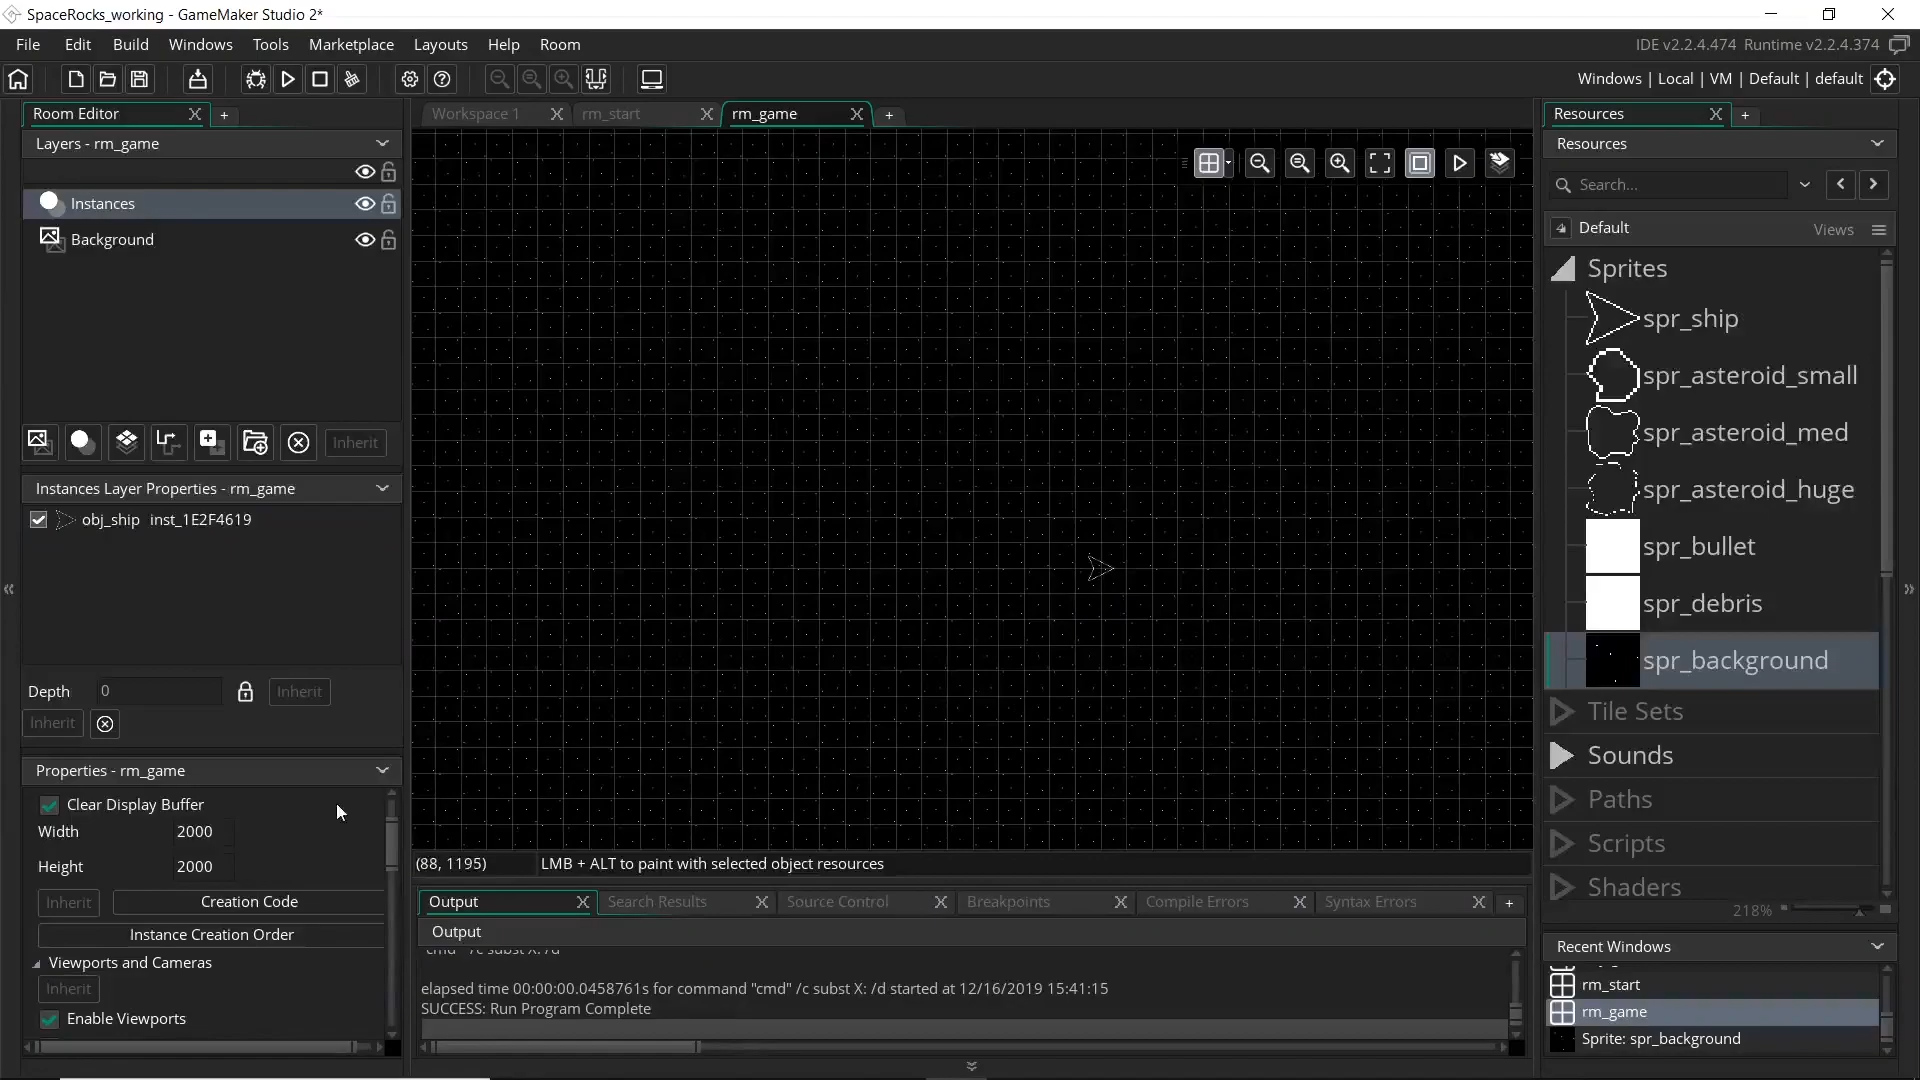 SpaceRocks_working - GameMaker Studio 2*
File Edit Build Windows Tools Marketplace Layouts Help Room
IDE v2.2.4.474 Runtime v2.2.4.374
Windows | Local | VM | Default | default
Room Editor
Layers - rm_game
Instances
Background
Inherit
Instances Layer Properties - rm_game
obj_ship inst_1E2F4619
Depth 0 Inherit
Inherit
Properties - rm_game
Clear Display Buffer
Width 2000
Height 2000
Inherit Creation Code
Instance Creation Order
Viewports and Cameras
Inherit
Enable Viewports
Workspace 1 rm_start rm_game
(88, 1195) LMB + ALT to paint with selected object resources
Output Search Results Source Control Breakpoints Compile Errors Syntax Errors
Output
"cmd" /c subst X: /d
elapsed time 00:00:00.0458761s for command "cmd" /c subst X: /d started at 12/16/2019 15:41:15
SUCCESS: Run Program Complete
Resources
Resources
Search...
Default Views
Sprites
spr_ship
spr_asteroid_small
spr_asteroid_med
spr_asteroid_huge
spr_bullet
spr_debris
spr_background
Tile Sets
Sounds
Paths
Scripts
Shaders
218%
Recent Windows
rm_start
rm_game
Sprite: spr_background